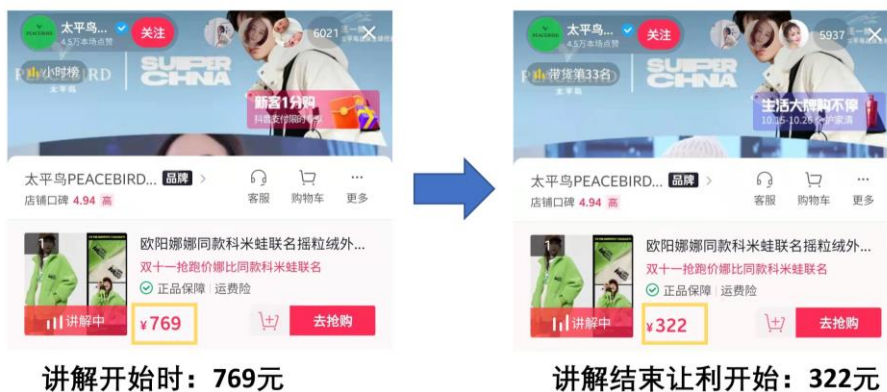 太平鸟...
4.5万本场点赞
关注
6021
小时榜
SUIPER
CHINA
太平鸟
新客1分购
太平鸟PEACEBIRD... 品牌
店铺口碑 4.94 高
客服
购物车
更多
1
欧阳娜娜同款科米蛙联名摇粒绒外...
双十一抢跑价娜比同款科米蛙联名
正品保障 运费险
讲解中
¥769
去抢购
讲解开始时：769元
太平鸟...
4.5万本场点赞
关注
5937
带货第33名
SUIPER
CHINA
太平鸟
生活大牌购不停
太平鸟PEACEBIRD... 品牌
店铺口碑 4.94 高
客服
购物车
更多
1
欧阳娜娜同款科米蛙联名摇粒绒外...
双十一抢跑价娜比同款科米蛙联名
正品保障 运费险
讲解中
¥322
去抢购
讲解结束让利开始：322元